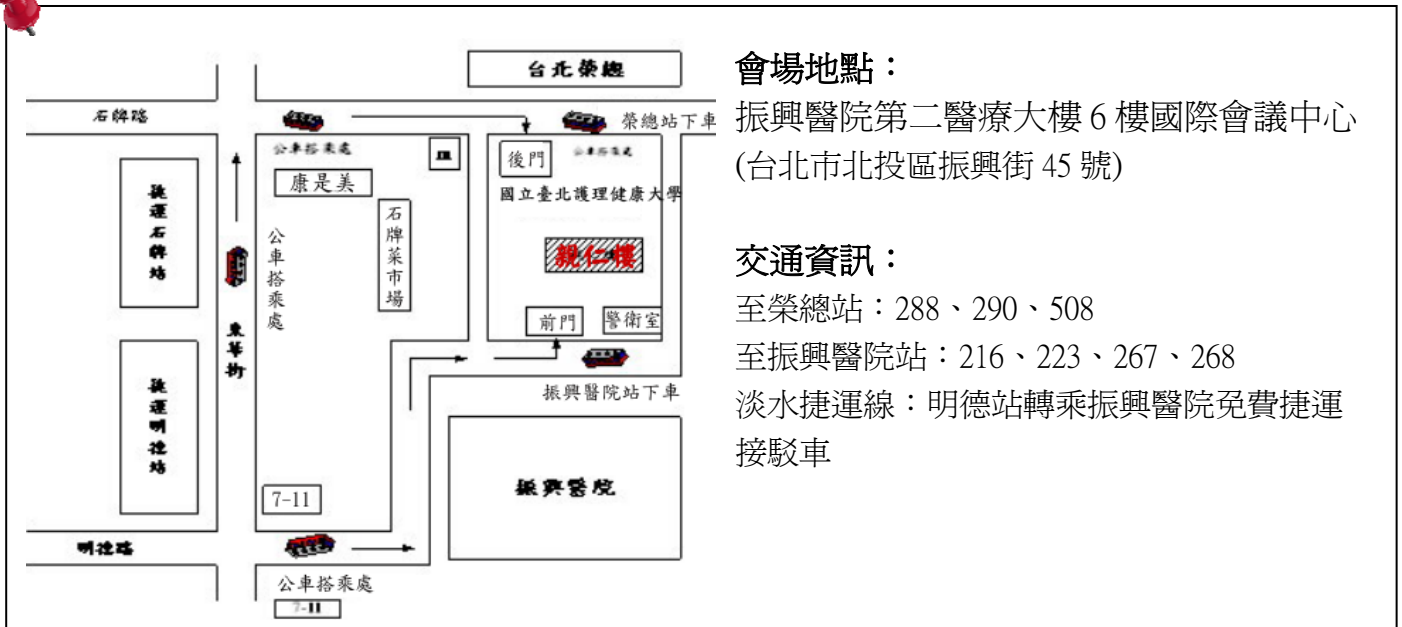 台北榮總
石牌路
榮總站下車
公車搭乘處
康是美
後門
公車搭乘處
國立臺北護理健康大學
捷運石牌站
公車搭乘處
石牌菜市場
親仁樓
前門
警衛室
東華街
振興醫院站下車
捷運明德站
振興醫院
7-11
明德路
公車搭乘處
7-11
會場地點：
振興醫院第二醫療大樓 6 樓國際會議中心
(台北市北投區振興街 45 號)
交通資訊：
至榮總站：288、290、508
至振興醫院站：216、223、267、268
淡水捷運線：明德站轉乘振興醫院免費捷運
接駁車